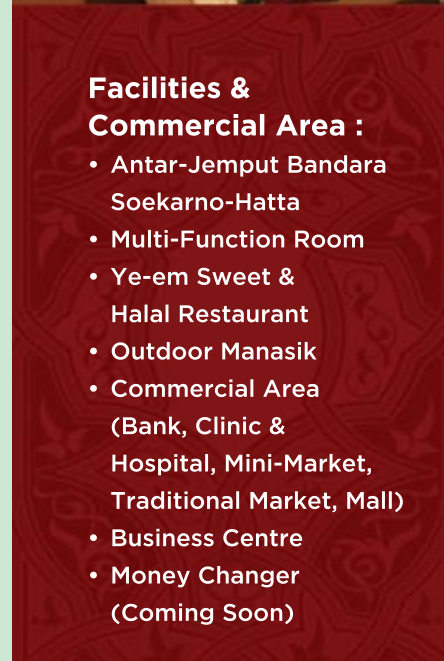 Facilities &
Commercial Area :
• Antar-Jemput Bandara
Soekarno-Hatta
• Multi-Function Room
• Ye-em Sweet &
Halal Restaurant
• Outdoor Manasik
• Commercial Area
(Bank, Clinic &
Hospital, Mini-Market,
Traditional Market, Mall)
• Business Centre
• Money Changer
(Coming Soon)